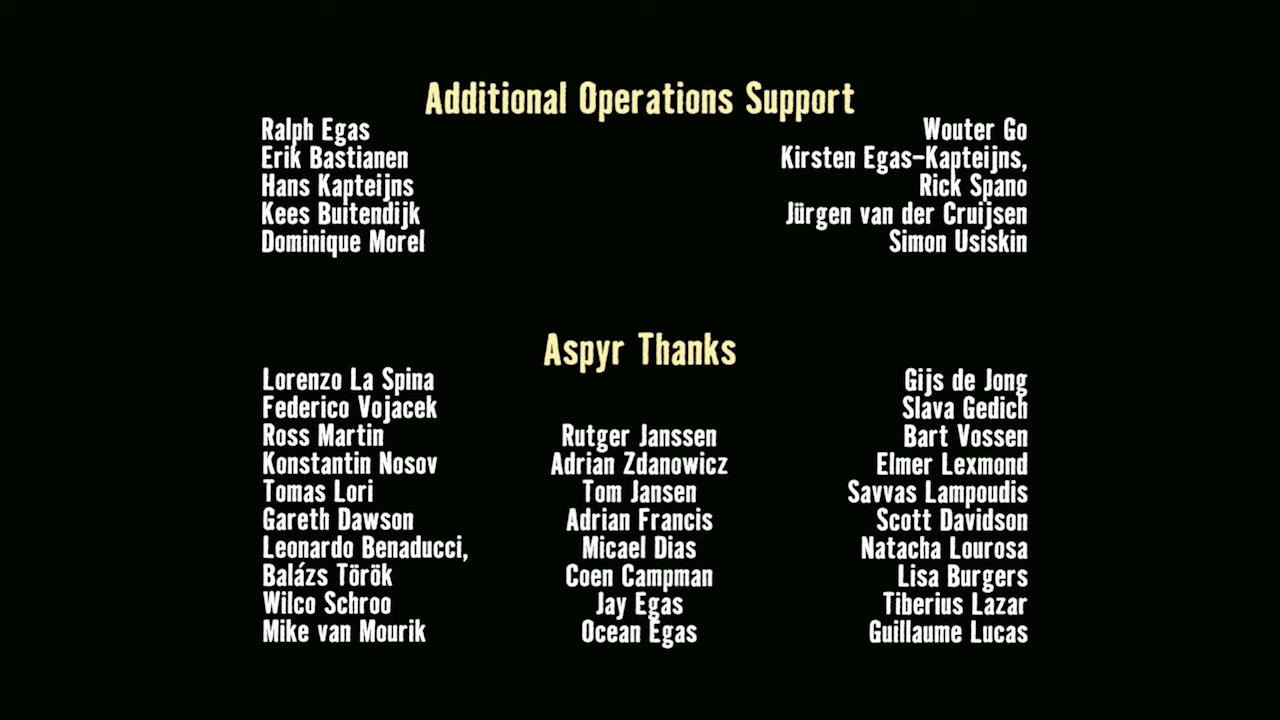 Additional Operations Support
Ralph Egas Wouter Go
Erik Bastianen Kirsten Egas-Kapteijns,
Hans Kapteijns Rick Spano
Kees Buitendijk Jürgen van der Cruijsen
Dominique Morel Simon Usiskin
Aspyr Thanks
Lorenzo La Spina Gijs de Jong
Federico Vojacek Slava Gedich
Ross Martin Rutger Janssen Bart Vossen
Konstantin Nosov Adrian Zdanowicz Elmer Lexmond
Tomas Lori Tom Jansen Savvas Lampoudis
Gareth Dawson Adrian Francis Scott Davidson
Leonardo Benaducci, Micael Dias Natacha Lourosa
Balázs Török Coen Campman Lisa Burgers
Wilco Schroo Jay Egas Tiberius Lazar
Mike van Mourik Ocean Egas Guillaume Lucas